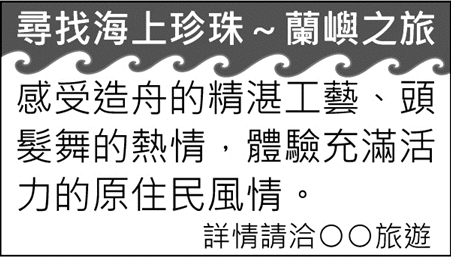 尋找海上珍珠～蘭嶼之旅
感受造舟的精湛工藝、頭
髮舞的熱情，體驗充滿活
力的原住民風情。
詳情請洽○○旅遊